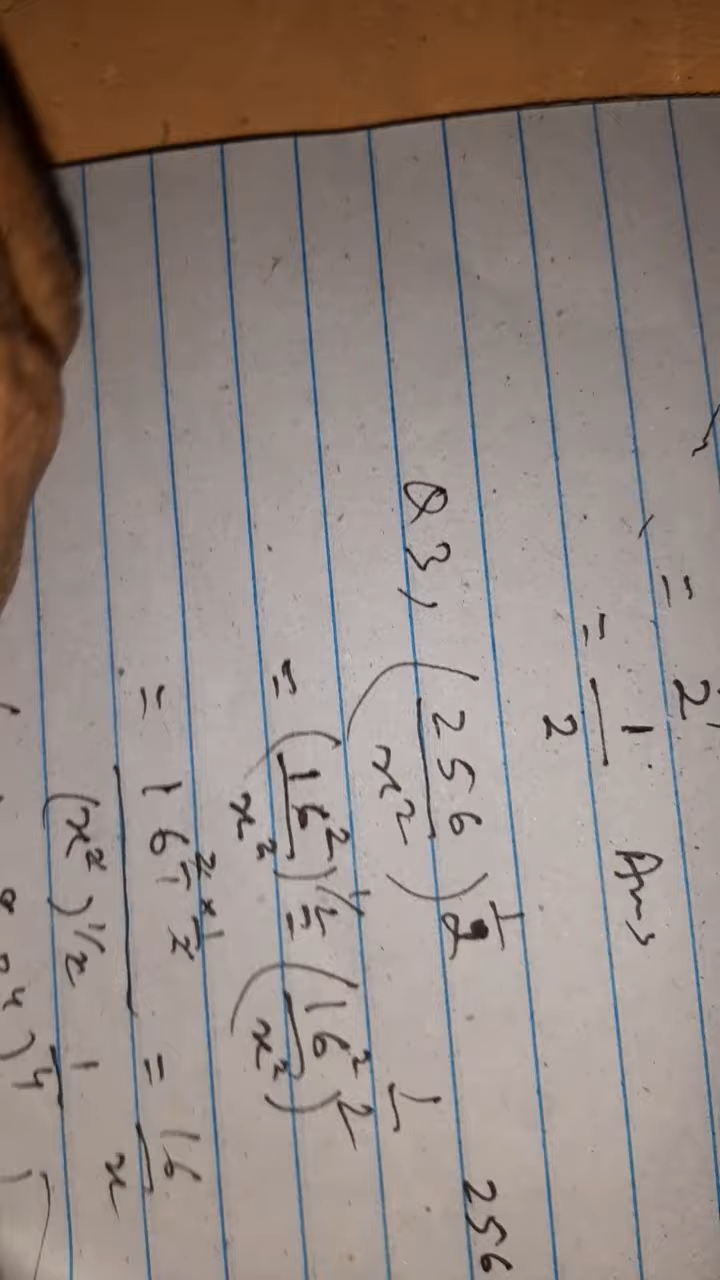 = 2'
= 1/2 Ans
Q3, (256/x²)^1/2 256
= (16²/x²)^1/2 = (16²/x²)^1/2
= 16^2/1×1/2 / (x²)^1/2 = 16/x